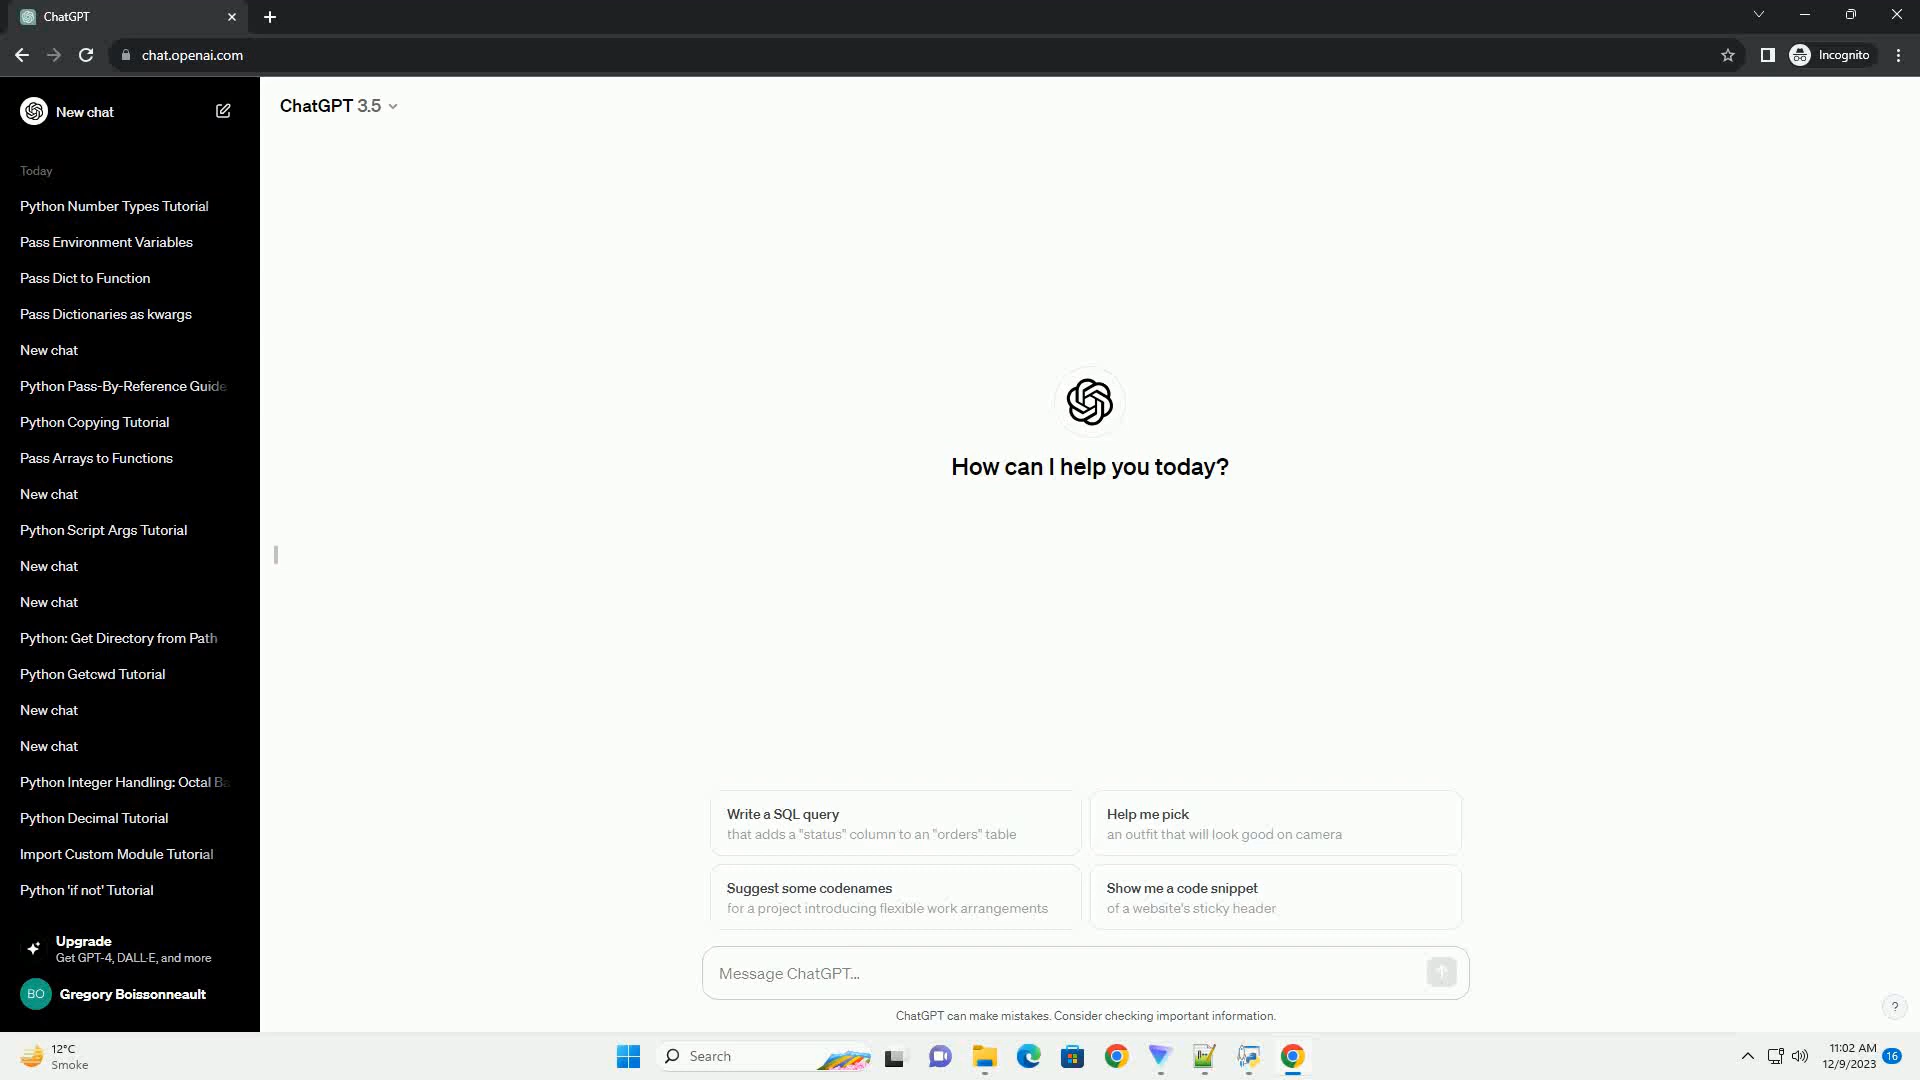 ChatGPT
chat.openai.com
Incognito
New chat
ChatGPT 3.5
Today
Python Number Types Tutorial
Pass Environment Variables
Pass Dict to Function
Pass Dictionaries as kwargs
New chat
Python Pass-By-Reference Guide
Python Copying Tutorial
Pass Arrays to Functions
New chat
Python Script Args Tutorial
New chat
New chat
Python: Get Directory from Path
Python Getcwd Tutorial
New chat
New chat
Python Integer Handling: Octal Ba
Python Decimal Tutorial
Import Custom Module Tutorial
Python 'if not' Tutorial
Upgrade
Get GPT-4, DALL·E, and more
BO
Gregory Boissonneault
How can I help you today?
Write a SQL query
that adds a "status" column to an "orders" table
Help me pick
an outfit that will look good on camera
Suggest some codenames
for a project introducing flexible work arrangements
Show me a code snippet
of a website's sticky header
Message ChatGPT...
ChatGPT can make mistakes. Consider checking important information.
?
12°C
Smoke
Search
11:02 AM
12/9/2023
16